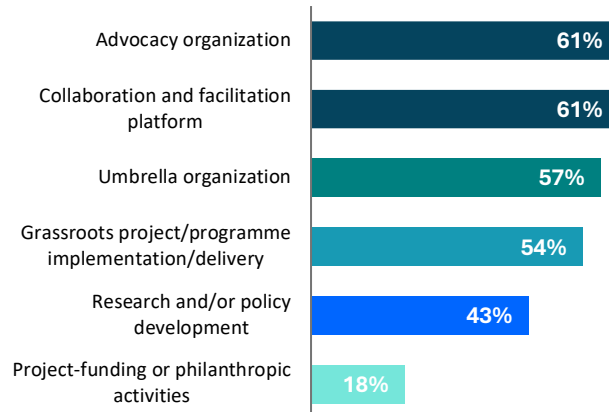 Advocacy organization 61%
Collaboration and facilitation
platform 61%
Umbrella organization 57%
Grassroots project/programme
implementation/delivery 54%
Research and/or policy
development 43%
Project-funding or philanthropic
activities 18%